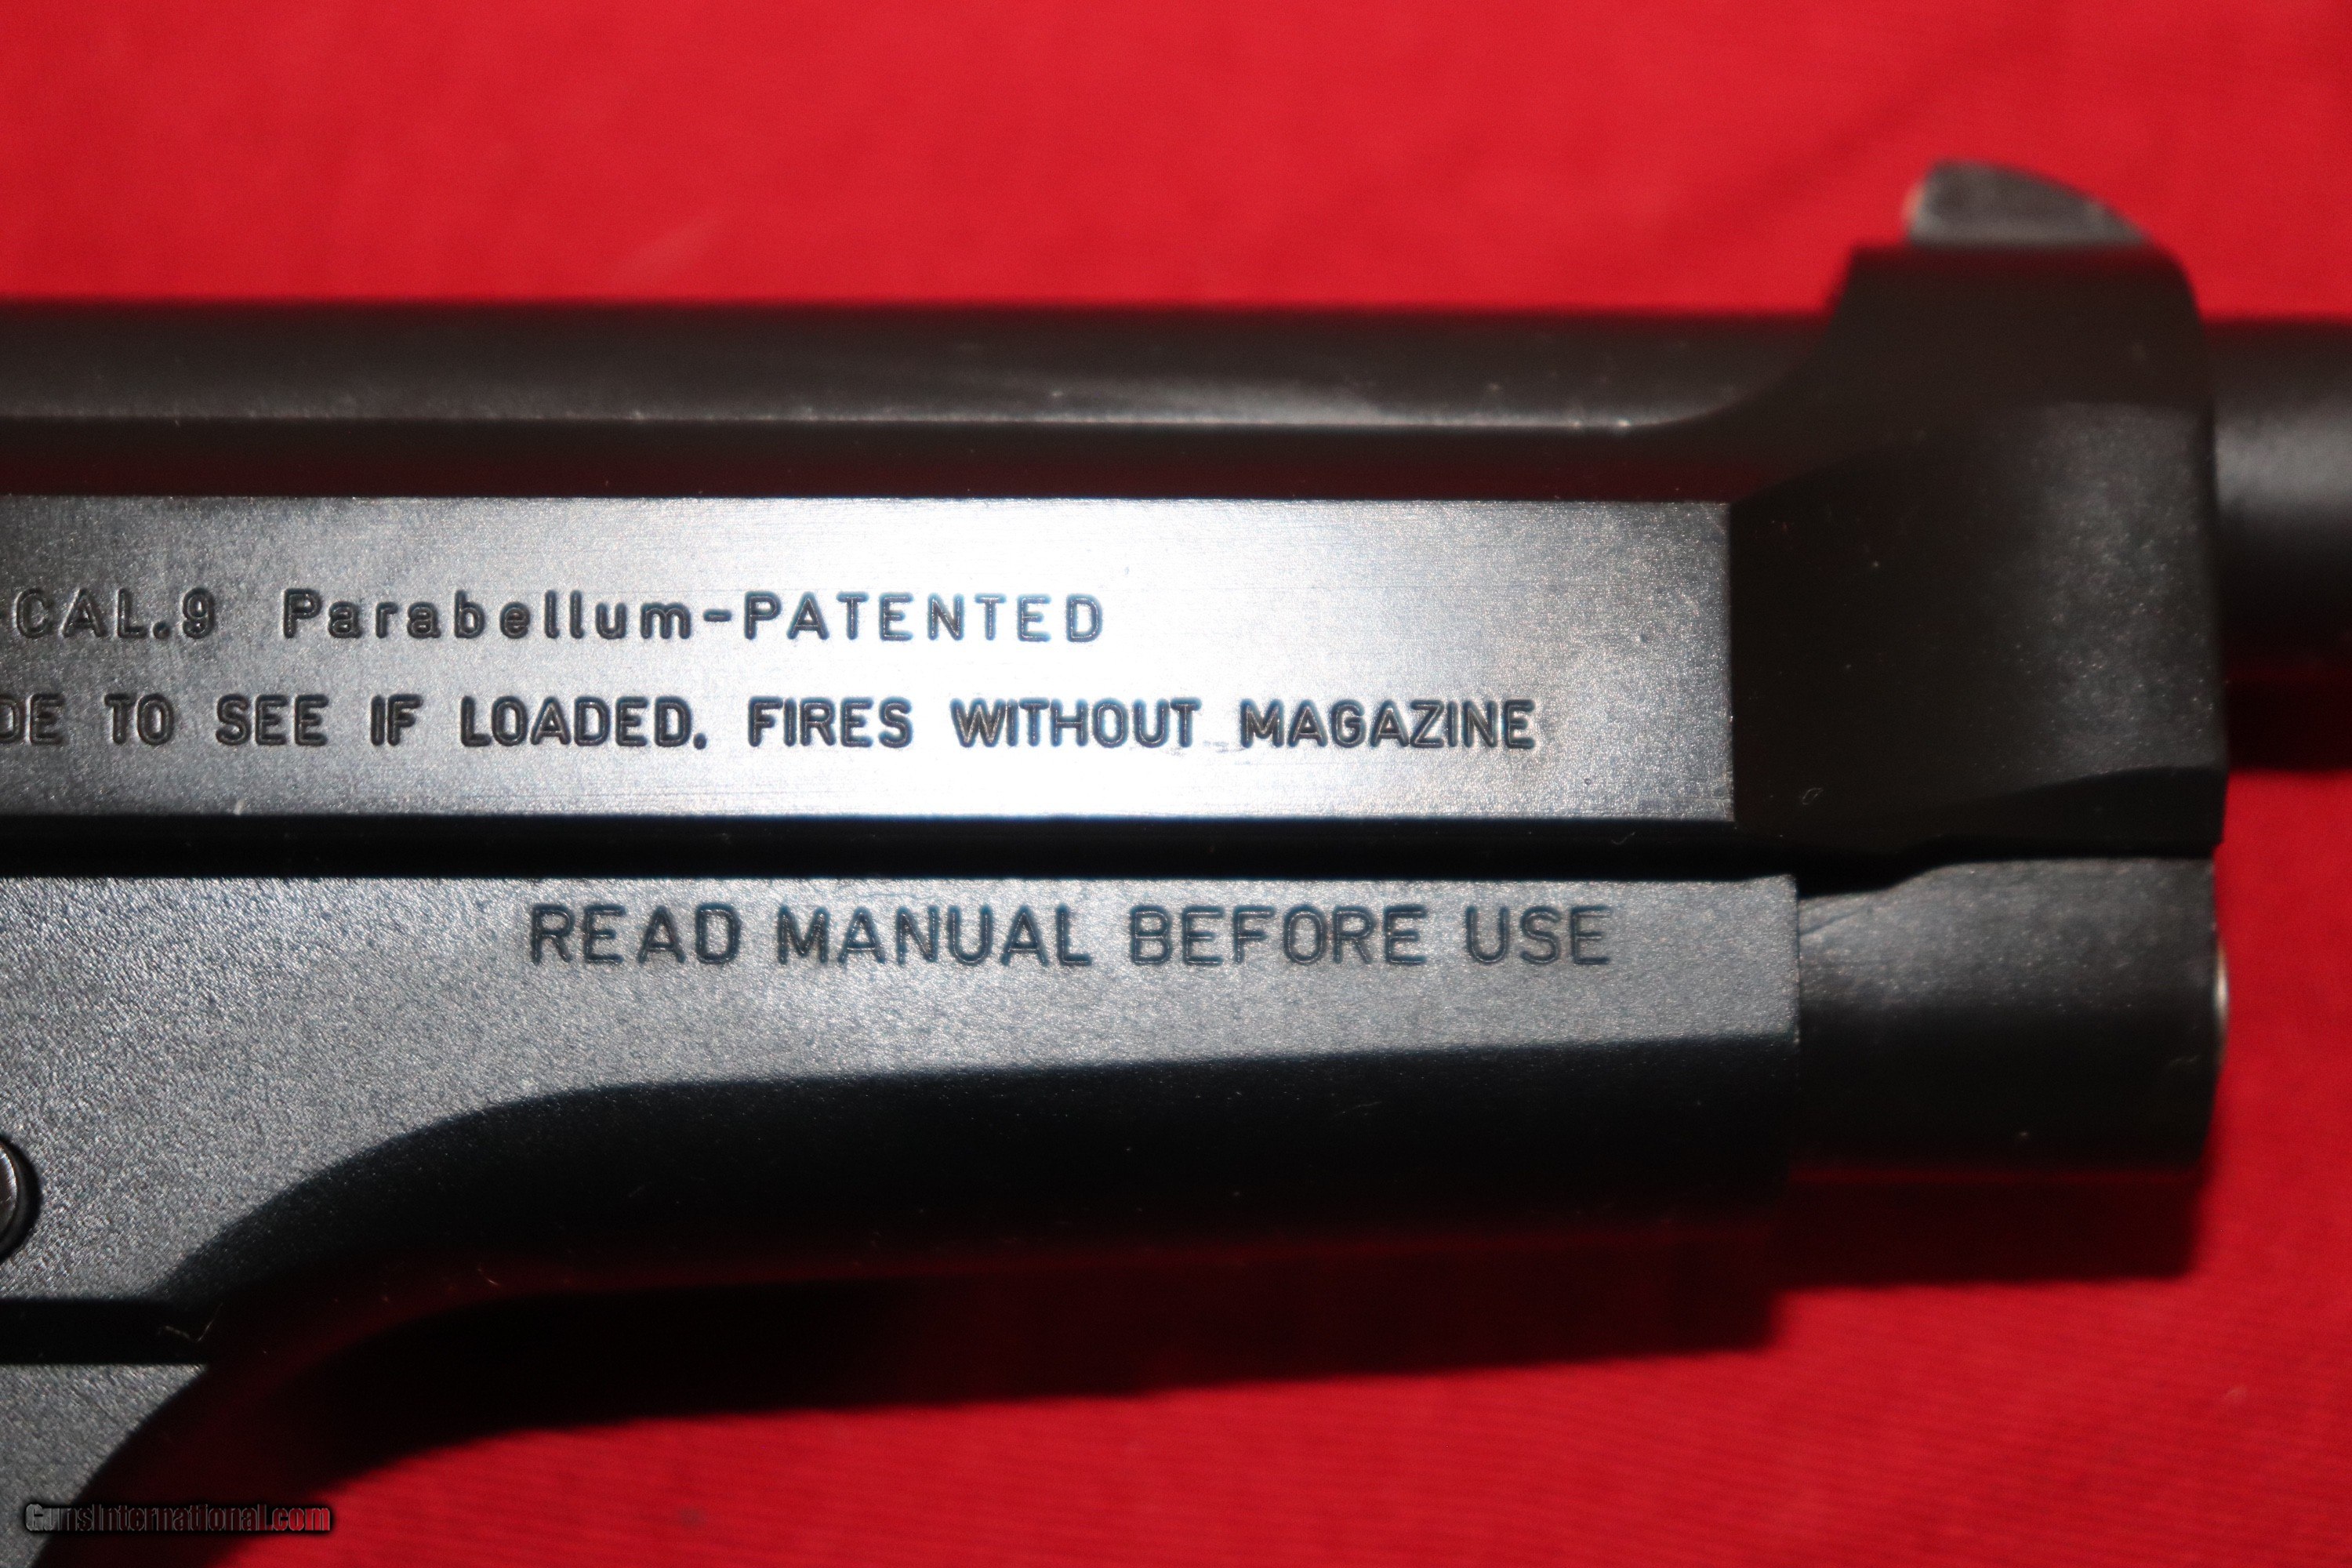 -CAL.9 Parabellum-PATENTED
DE TO SEE IF LOADED. FIRES WITHOUT MAGAZINE
READ MANUAL BEFORE USE
GunsInternational.com